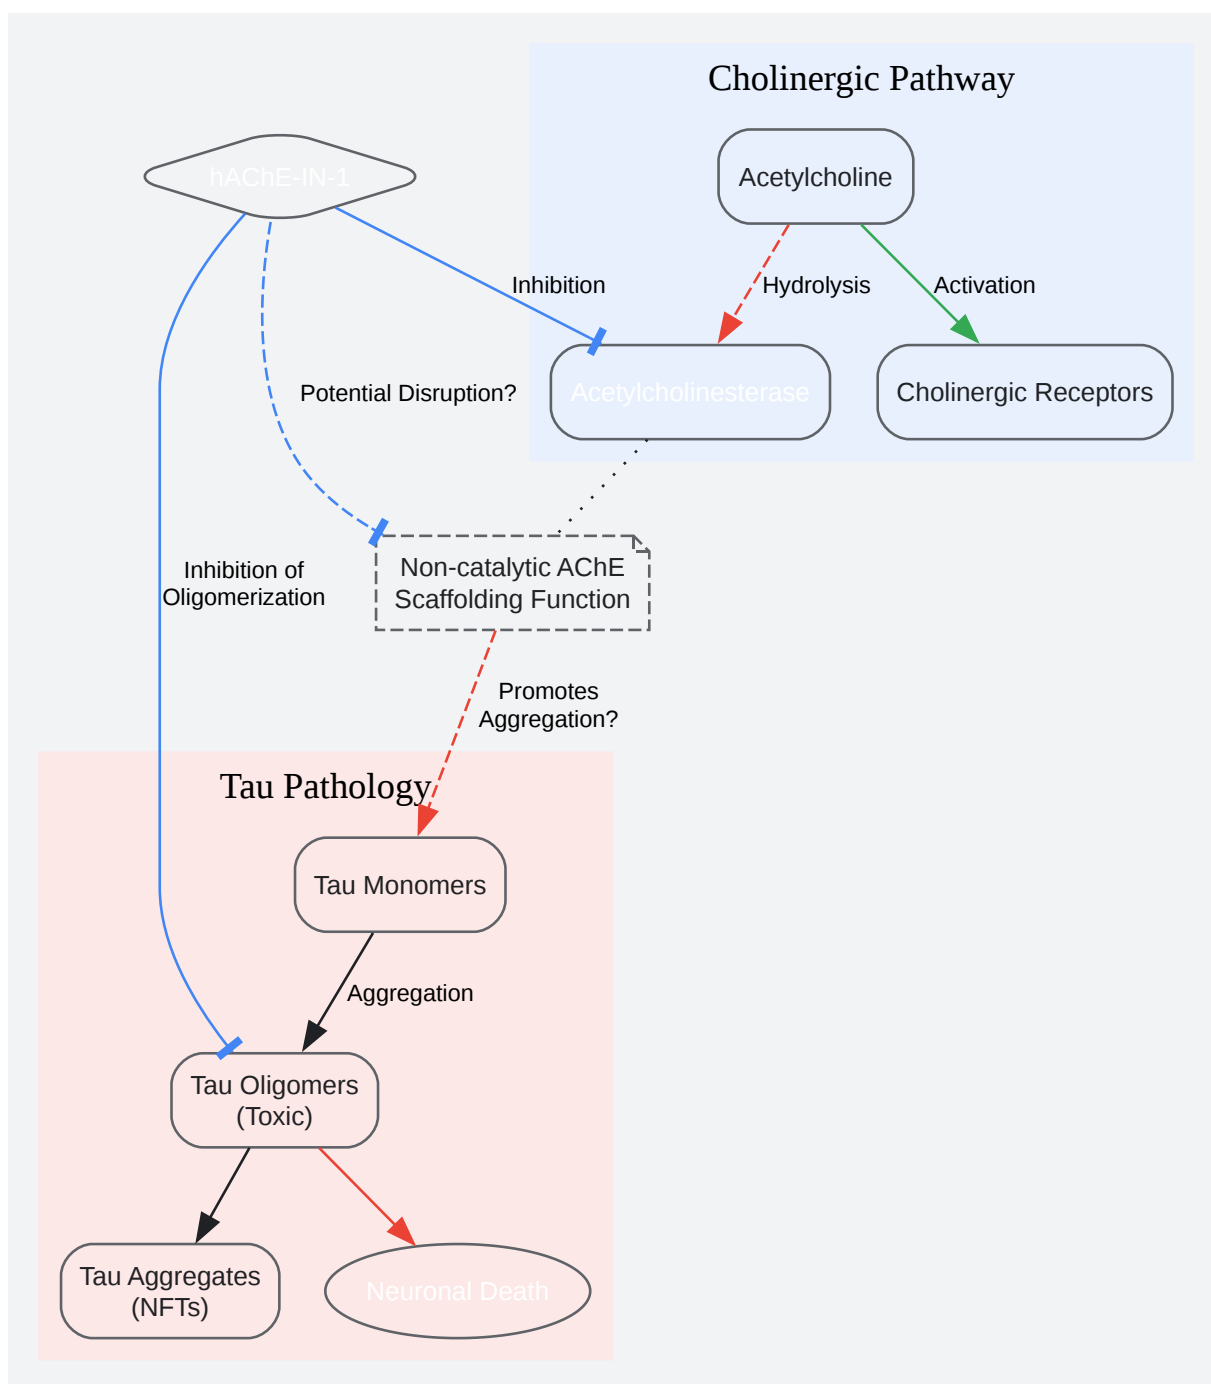 Cholinergic Pathway
hAChE-IN-1
Acetylcholine
Inhibition
Hydrolysis
Activation
Potential Disruption?
Acetylcholinesterase
Cholinergic Receptors
Inhibition of
Oligomerization
Non-catalytic AChE
Scaffolding Function
Promotes
Aggregation?
Tau Pathology
Tau Monomers
Aggregation
Tau Oligomers
(Toxic)
Tau Aggregates
(NFTs)
Neuronal Death